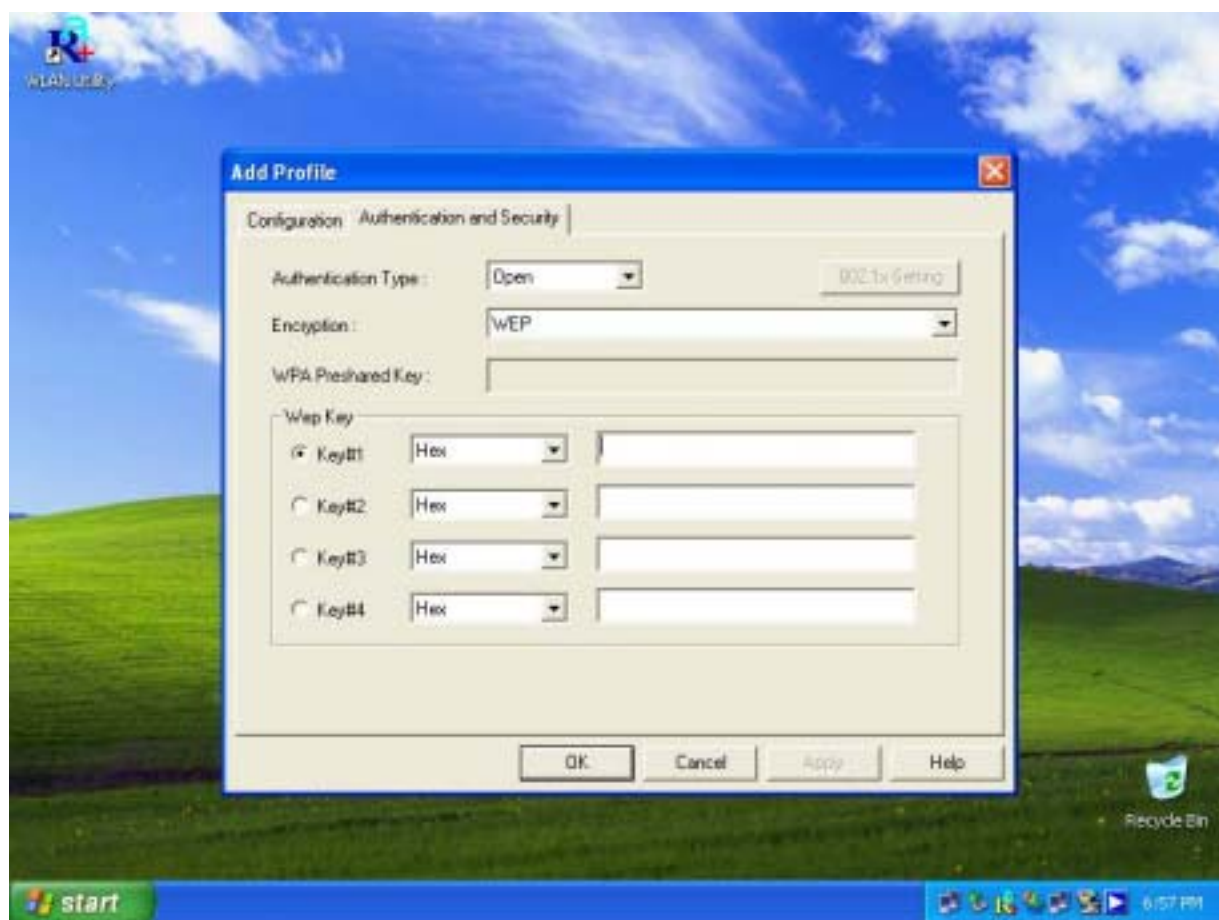 WLAN Utility
Add Profile
Configuration
Authentication and Security
Authentication Type :
Open
802.1x Setting
Encryption :
WEP
WPA Preshared Key :
Wep Key
Key#1
Hex
Key#2
Hex
Key#3
Hex
Key#4
Hex
OK
Cancel
Apply
Help
Recycle Bin
start
6:57 PM